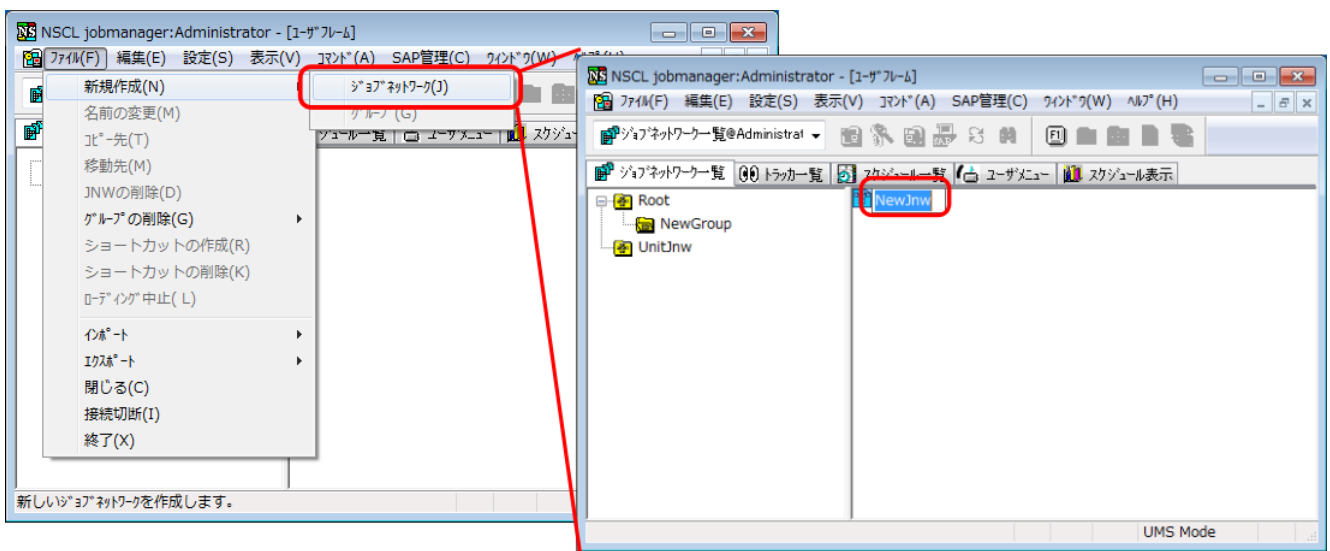 NSCL jobmanager:Administrator - [ﾕｰｻﾞﾌﾚｰﾑ]
ﾌｧｲﾙ(F) 編集(E) 設定(S) 表示(V) ｺﾏﾝﾄﾞ(A) SAP管理(C) ｳｨﾝﾄﾞｳ(W)
新規作成(N)
名前の変更(M)
ｺﾋﾟｰ先(T)
移動先(M)
JNWの削除(D)
ｸﾞﾙｰﾌﾟの削除(G)
ショートカットの作成(R)
ショートカットの削除(K)
ﾛｰﾃﾞｨﾝｸﾞ中止( L)
ｲﾝﾎﾟｰﾄ
ｴｸｽﾎﾟｰﾄ
閉じる(C)
接続切断(I)
終了(X)
ｼﾞｮﾌﾞﾈｯﾄﾜｰｸ(J)
ｸﾞﾙｰﾌﾟ(G)
新しいｼﾞｮﾌﾞﾈｯﾄﾜｰｸを作成します。
NSCL jobmanager:Administrator - [ﾕｰｻﾞﾌﾚｰﾑ]
ﾌｧｲﾙ(F) 編集(E) 設定(S) 表示(V) ｺﾏﾝﾄﾞ(A) SAP管理(C) ｳｨﾝﾄﾞｳ(W) ﾍﾙﾌﾟ(H)
ｼﾞｮﾌﾞﾈｯﾄﾜｰｸ一覧@Administrat
ｼﾞｮﾌﾞﾈｯﾄﾜｰｸ一覧 ﾄﾗｯｶｰ一覧 ｽｹｼﾞｭｰﾙ一覧 ﾕｰｻﾞﾒﾆｭｰ ｽｹｼﾞｭｰﾙ表示
Root
NewGroup
UnitJnw
NewJnw
UMS Mode